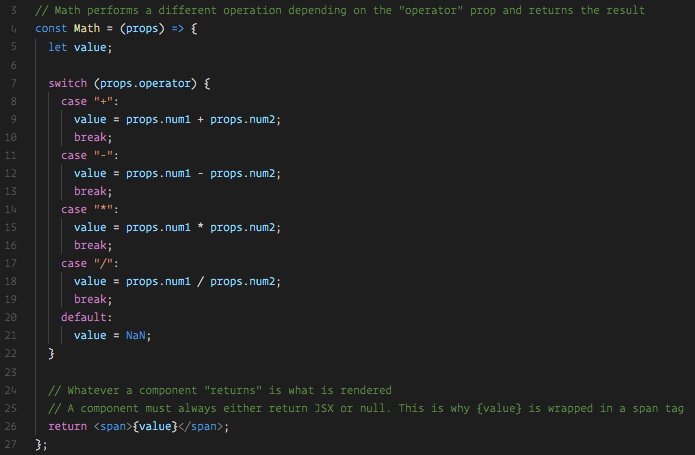 3 // Math performs a different operation depending on the "operator" prop and returns the result
4 const Math = (props) => {
5   let value;
6
7   switch (props.operator) {
8     case "+":
9       value = props.num1 + props.num2;
10       break;
11     case "-":
12       value = props.num1 - props.num2;
13       break;
14     case "*":
15       value = props.num1 * props.num2;
16       break;
17     case "/":
18       value = props.num1 / props.num2;
19       break;
20     default:
21       value = NaN;
22   }
23
24   // Whatever a component "returns" is what is rendered
25   // A component must always either return JSX or null. This is why {value} is wrapped in a span tag
26   return <span>{value}</span>;
27 };